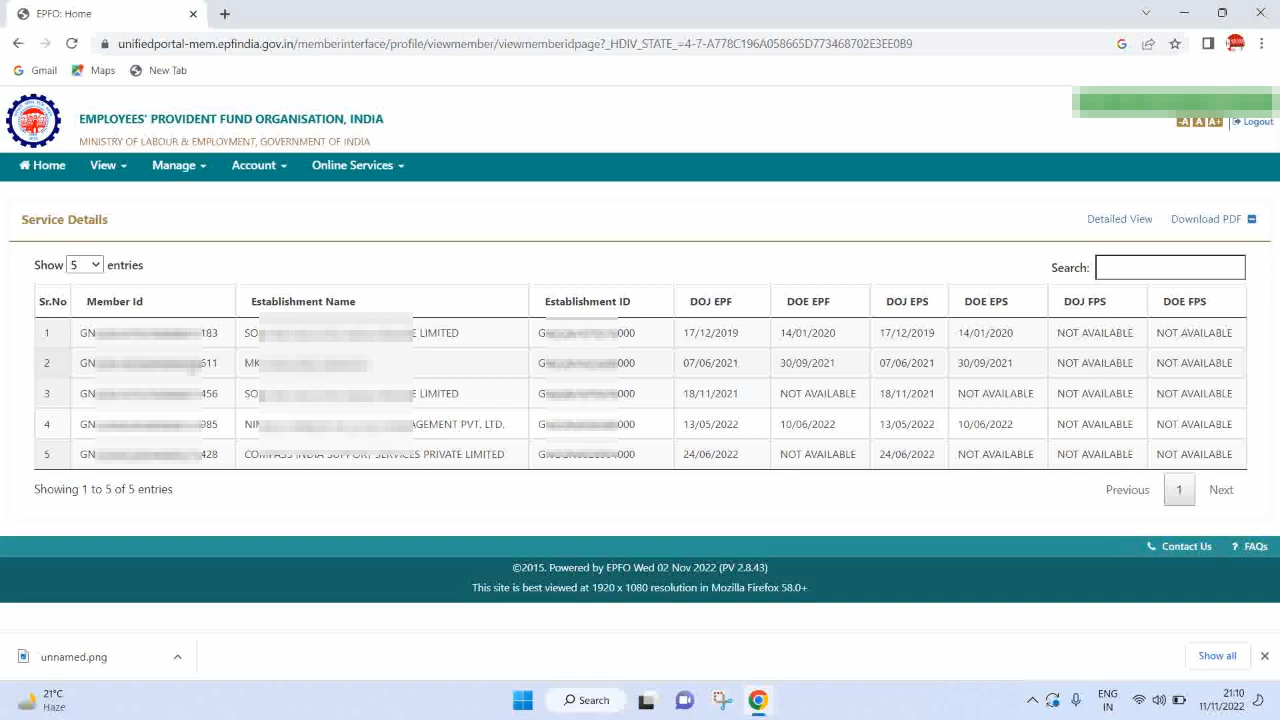 EPFO: Home
unifiedportal-mem.epfindia.gov.in/memberinterface/profile/viewmember/viewmemberidpage?_HDIV_STATE_=4-7-A778C196A058665D773468702E3EE0B9
Gmail Maps New Tab
EMPLOYEES' PROVIDENT FUND ORGANISATION, INDIA
MINISTRY OF LABOUR & EMPLOYMENT, GOVERNMENT OF INDIA
-A A A+ Logout
Home View Manage Account Online Services
Service Details Detailed View Download PDF
Show 5 entries Search:
Sr.No Member Id Establishment Name Establishment ID DOJ EPF DOE EPF DOJ EPS DOE EPS DOJ FPS DOE FPS
1 GN 183 SO LIMITED 000 17/12/2019 14/01/2020 17/12/2019 14/01/2020 NOT AVAILABLE NOT AVAILABLE
2 GN 611 MK 000 07/06/2021 30/09/2021 07/06/2021 30/09/2021 NOT AVAILABLE NOT AVAILABLE
3 GN 456 SO LIMITED 000 18/11/2021 NOT AVAILABLE 18/11/2021 NOT AVAILABLE NOT AVAILABLE NOT AVAILABLE
4 GN 985 NI AGEMENT PVT. LTD. 000 13/05/2022 10/06/2022 13/05/2022 10/06/2022 NOT AVAILABLE NOT AVAILABLE
5 GN 428 COMPASS INDIA SUPPORT SERVICES PRIVATE LIMITED 000 24/06/2022 NOT AVAILABLE 24/06/2022 NOT AVAILABLE NOT AVAILABLE NOT AVAILABLE
Showing 1 to 5 of 5 entries Previous 1 Next
Contact Us ? FAQs
©2015. Powered by EPFO Wed 02 Nov 2022 (PV 2.8.43)
This site is best viewed at 1920 x 1080 resolution in Mozilla Firefox 58.0+
unnamed.png Show all
21°C
Haze
Search
ENG
IN
21:10
11/11/2022